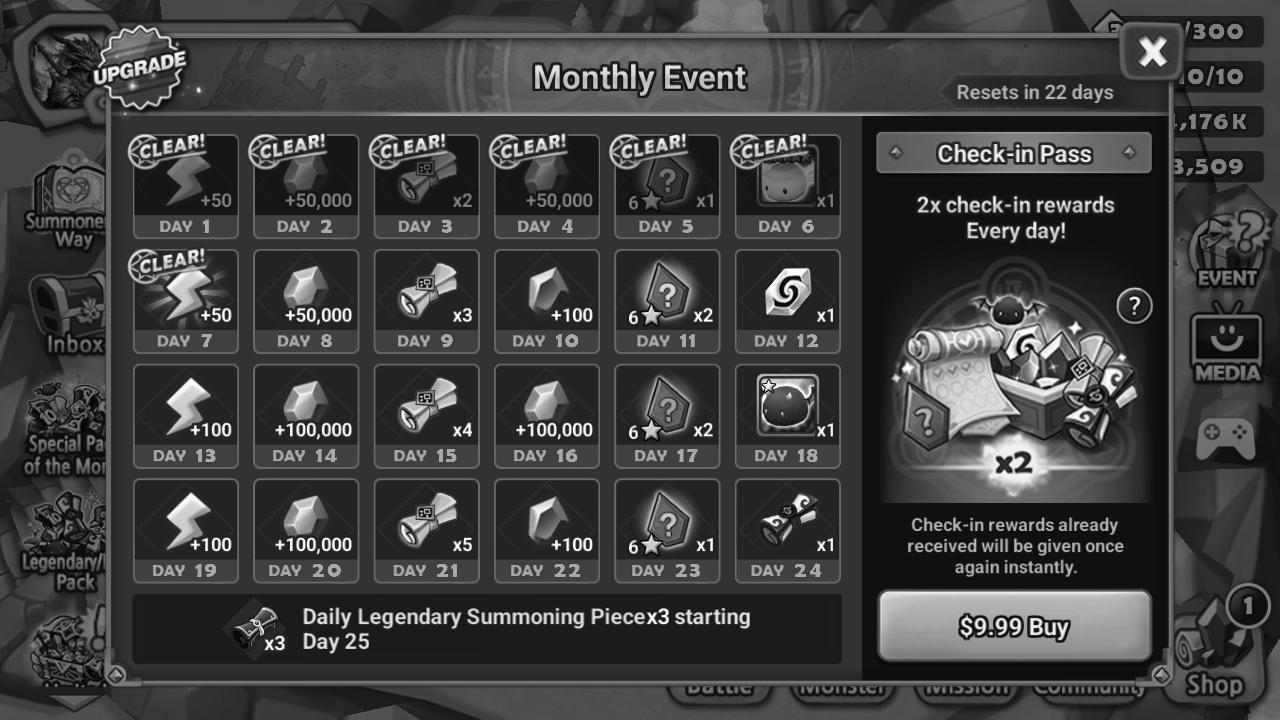 UPGRADE
Monthly Event
Resets in 22 days
/300
0/10
,176K
3,509
CLEAR!
+50
DAY 1
CLEAR!
+50,000
DAY 2
CLEAR!
x2
DAY 3
CLEAR!
+50,000
DAY 4
CLEAR!
6 x1
DAY 5
CLEAR!
x1
DAY 6
CLEAR!
+50
DAY 7
+50,000
DAY 8
x3
DAY 9
+100
DAY 10
6 x2
DAY 11
x1
DAY 12
+100
DAY 13
+100,000
DAY 14
x4
DAY 15
+100,000
DAY 16
6 x2
DAY 17
x1
DAY 18
+100
DAY 19
+100,000
DAY 20
x5
DAY 21
+100
DAY 22
6 x1
DAY 23
x1
DAY 24
x3
Daily Legendary Summoning Piecex3 starting
Day 25
Check-in Pass
2x check-in rewards
Every day!
?
x2
Check-in rewards already
received will be given once
again instantly.
$9.99 Buy
Summone
Way
Inbox
Special Pa
of the Mon
Legendary/
Pack
EVENT
MEDIA
1
Shop
Battle
Monster
Mission
Community